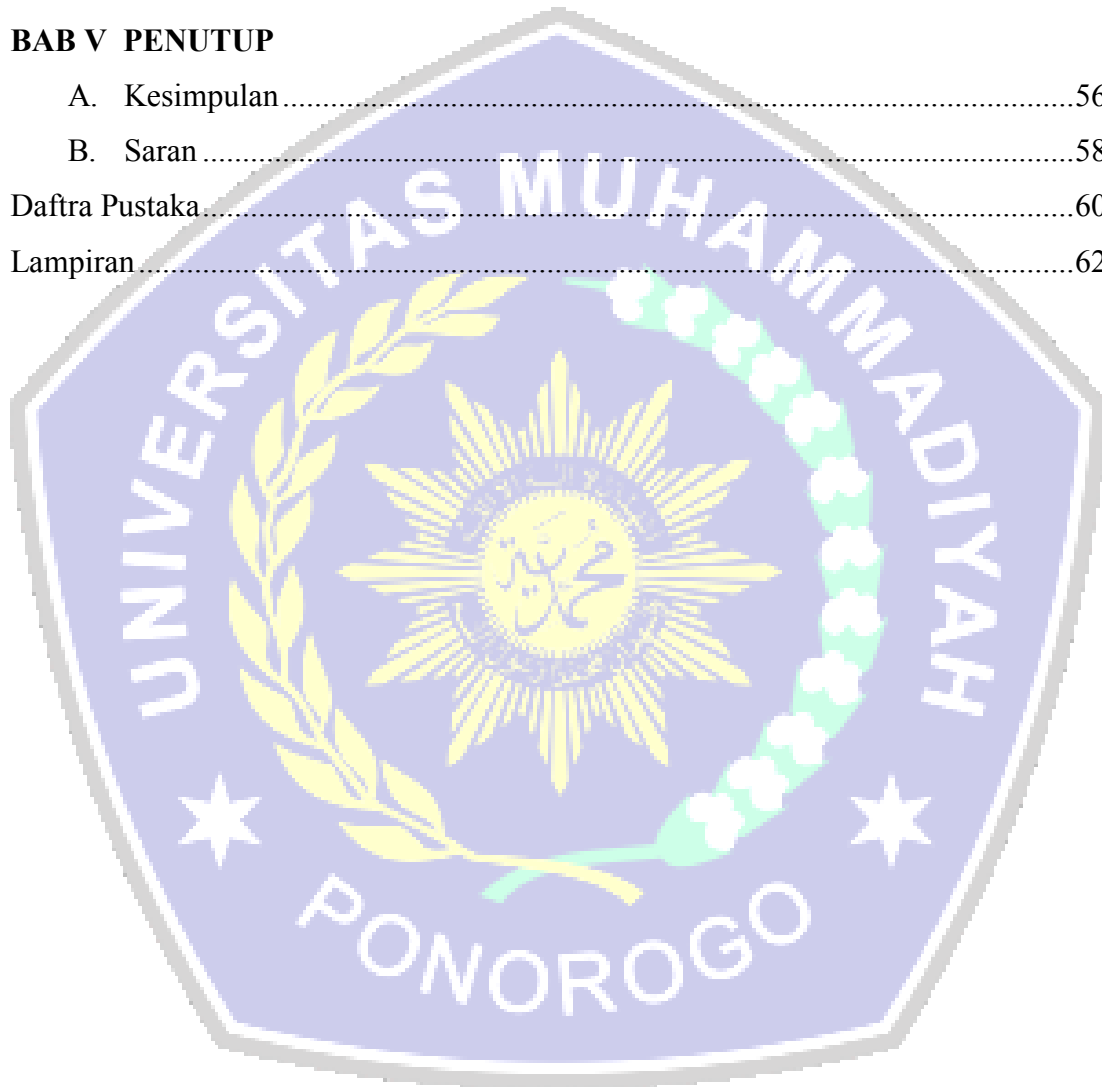 BAB V PENUTUP
A. Kesimpulan........................................................................................56
B. Saran ..................................................................................................58
Daftra Pustaka..........................................................................................60
Lampiran..................................................................................................62
UNIVERSITAS MUHAMMADIYAH
PONOROGO